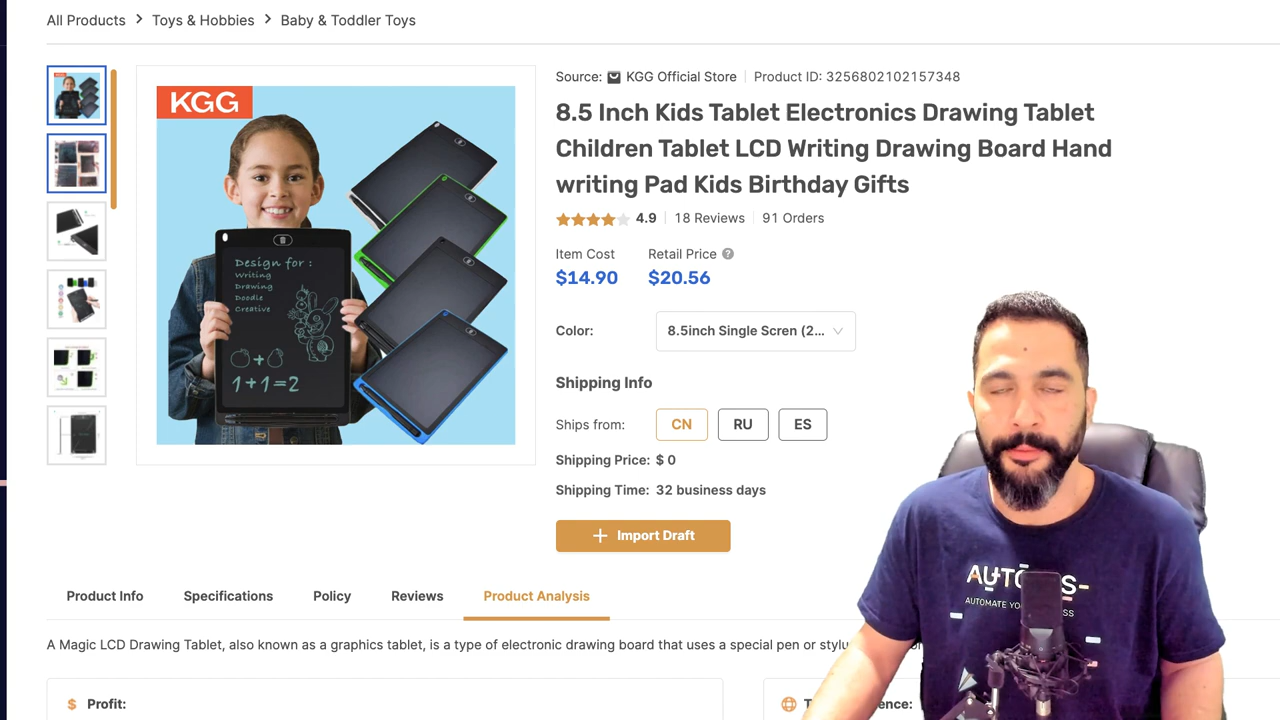 All Products > Toys & Hobbies > Baby & Toddler Toys
KGG
Design for :
Writing
Drawing
Doodle
Creative
1+1=2
Source: KGG Official Store Product ID: 3256802102157348
8.5 Inch Kids Tablet Electronics Drawing Tablet
Children Tablet LCD Writing Drawing Board Hand
writing Pad Kids Birthday Gifts
4.9 18 Reviews 91 Orders
Item Cost Retail Price ?
$14.90 $20.56
Color: 8.5inch Single Scren (2...
Shipping Info
Ships from: CN RU ES
Shipping Price: $ 0
Shipping Time: 32 business days
+ Import Draft
Product Info Specifications Policy Reviews Product Analysis
A Magic LCD Drawing Tablet, also known as a graphics tablet, is a type of electronic drawing board that uses a special pen or
$ Profit:
AUTOMATE